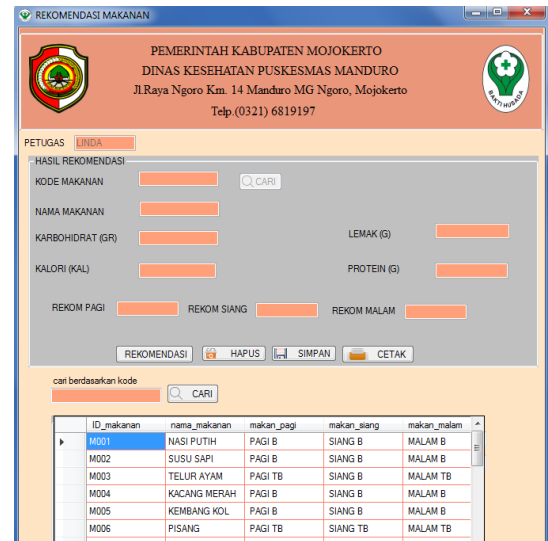 REKOMENDASI MAKANAN
PEMERINTAH KABUPATEN MOJOKERTO
DINAS KESEHATAN PUSKESMAS MANDURO
Jl.Raya Ngoro Km. 14 Manduro MG Ngoro, Mojokerto
Telp.(0321) 6819197
BAKTI HUSADA
PETUGAS LINDA
HASIL REKOMENDASI
KODE MAKANAN CARI
NAMA MAKANAN
KARBOHIDRAT (GR) LEMAK (G)
KALORI (KAL) PROTEIN (G)
REKOM PAGI REKOM SIANG REKOM MALAM
REKOMENDASI HAPUS SIMPAN CETAK
cari berdasarkan kode
CARI
ID_makanan nama_makanan makan_pagi makan_siang makan_malam
M001 NASI PUTIH PAGI B SIANG B MALAM B
M002 SUSU SAPI PAGI B SIANG B MALAM B
M003 TELUR AYAM PAGI TB SIANG B MALAM TB
M004 KACANG MERAH PAGI B SIANG B MALAM B
M005 KEMBANG KOL PAGI B SIANG B MALAM B
M006 PISANG PAGI TB SIANG TB MALAM TB